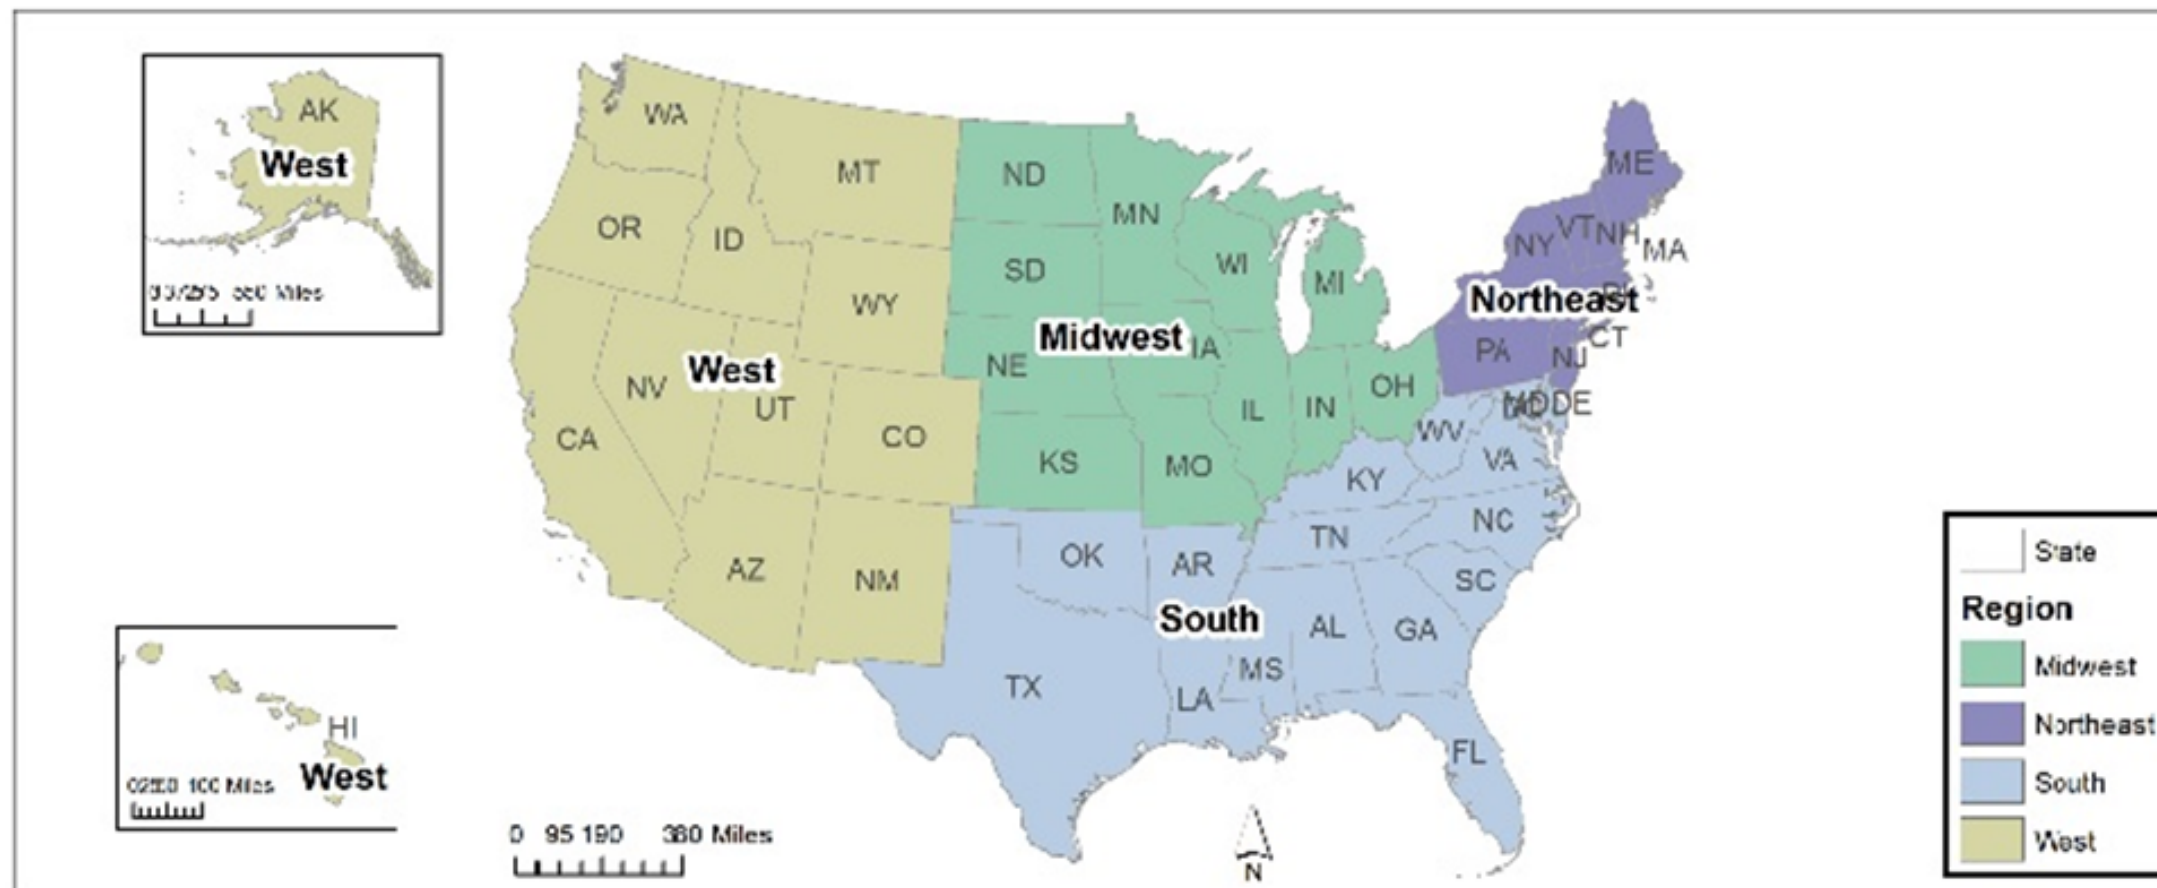 AK
West
WA
MT
ND
MN
ME
OR
ID
WY
SD
WI
MI
NY
VT
NH
MA
Northeast
West
NV
UT
CO
CA
NE
Midwest
IA
IL
IN
OH
PA
NJ
CT
KS
MO
KY
WV
VA
MD
DE
AZ
NM
OK
AR
TN
NC
SC
South
TX
LA
MS
AL
GA
FL
HI
100 Miles
West
0 95 190 380 Miles
N
State
Region
Midwest
Northeast
South
West